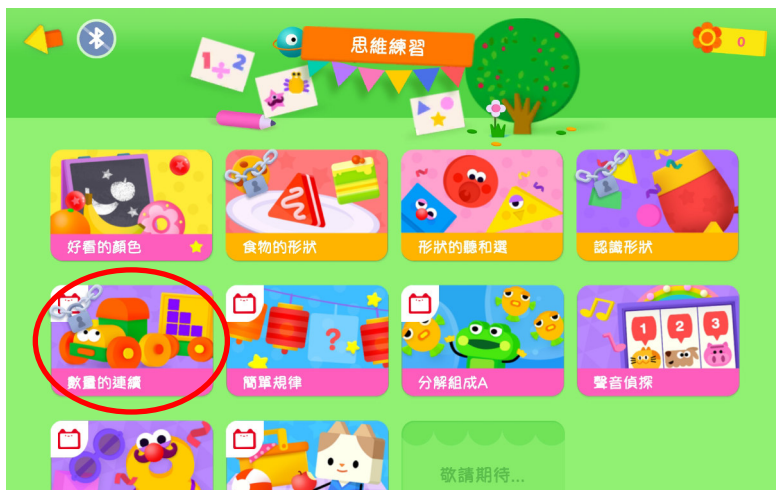 思維練習
0
1+2
好看的顏色
食物的形狀
形狀的聽和選
認識形狀
數量的連續
?
簡單規律
分解組成A
1 2 3
聲音偵探
敬請期待...